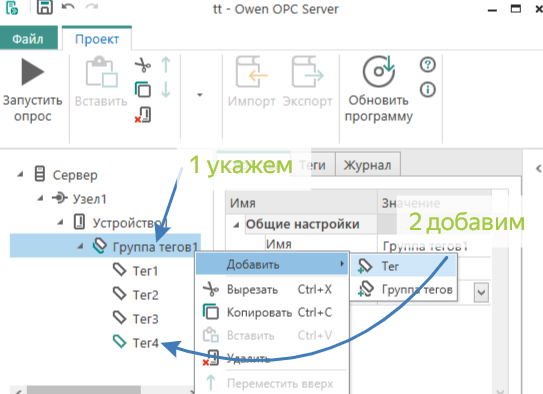 tt - Owen OPC Server
Файл
Проект
Запустить
опрос
Вставить
Импорт
Экспорт
Обновить
программу
1 укажем
Теги
Журнал
Сервер
Узел1
Устройство1
Группа тегов1
Тег1
Тег2
Тег3
Тег4
Имя
Значение
2 добавим
Общие настройки
Имя
Группа тегов1
Добавить
Тег
Группа тегов
Вырезать Ctrl+X
Копировать Ctrl+C
Вставить Ctrl+V
Удалить
Переместить вверх